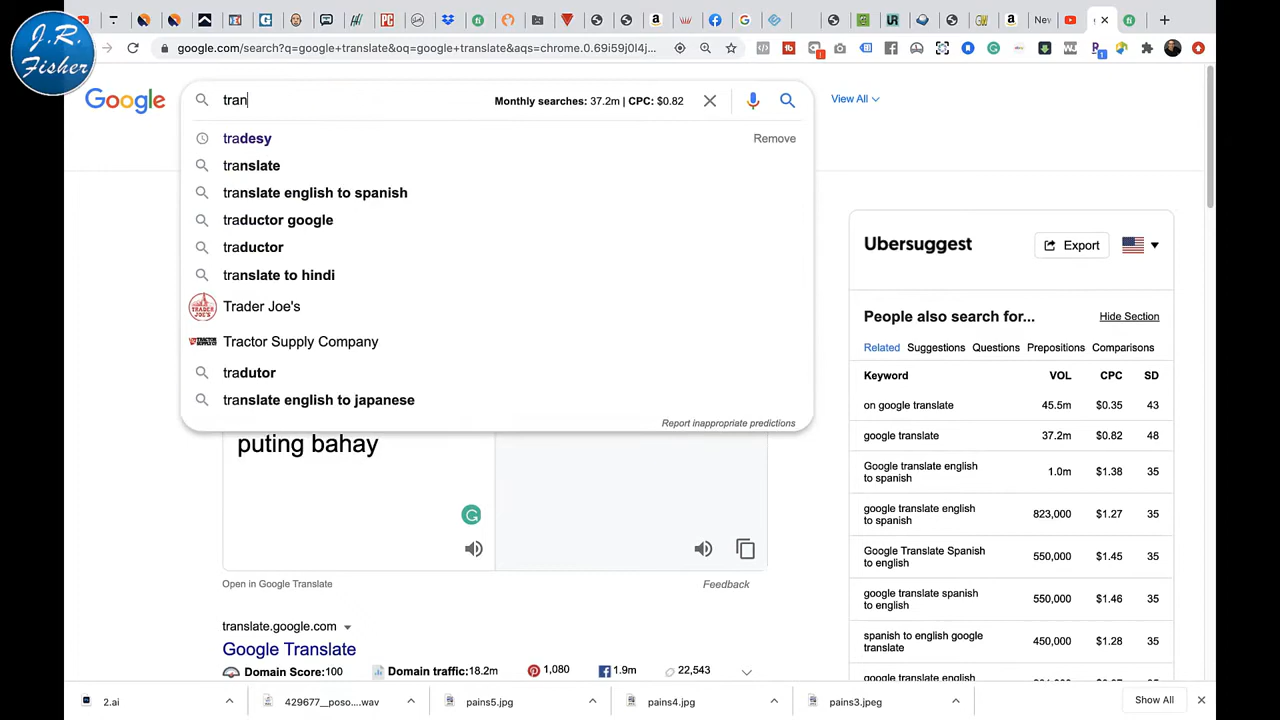 J.R.
Fisher
New
google.com/search?q=google+translate&oq=google+translate&aqs=chrome.0.69i59j0l4j...
Google
tran
Monthly searches: 37.2m | CPC: $0.82
View All
tradesy
Remove
translate
translate english to spanish
traductor google
traductor
translate to hindi
Trader Joe's
Tractor Supply Company
tradutor
translate english to japanese
Report inappropriate predictions
puting bahay
Open in Google Translate
Feedback
translate.google.com
Google Translate
Domain Score:100
Domain traffic:18.2m
1,080
1.9m
22,543
Ubersuggest
Export
People also search for...
Hide Section
Related Suggestions Questions Prepositions Comparisons
Keyword VOL CPC SD
on google translate 45.5m $0.35 43
google translate 37.2m $0.82 48
Google translate english
to spanish 1.0m $1.38 35
google translate english
to spanish 823,000 $1.27 35
Google Translate Spanish
to english 550,000 $1.45 35
google translate spanish
to english 550,000 $1.46 35
spanish to english google
translate 450,000 $1.28 35
google translate english
2.ai
429677__poso....wav
pains5.jpg
pains4.jpg
pains3.jpeg
Show All